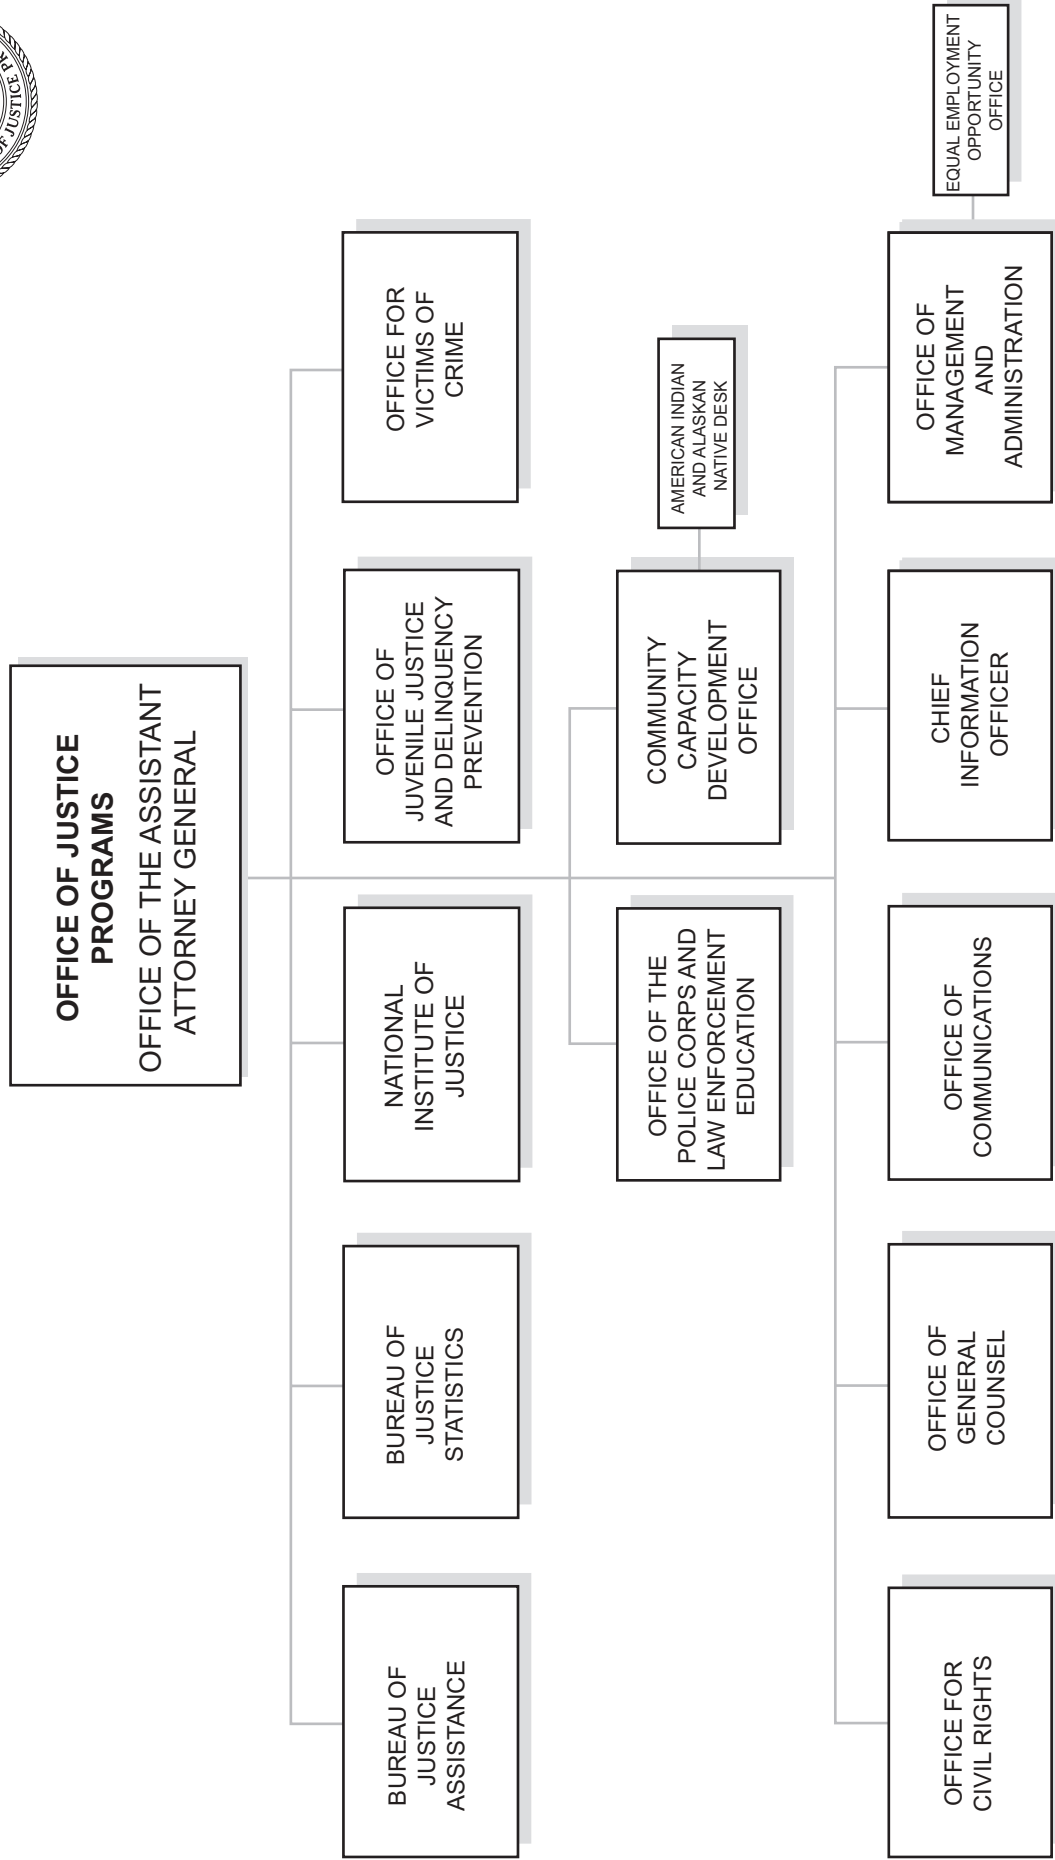 OF JUSTICE PR
OFFICE OF JUSTICE
PROGRAMS
OFFICE OF THE ASSISTANT
ATTORNEY GENERAL
BUREAU OF
JUSTICE
ASSISTANCE
BUREAU OF
JUSTICE
STATISTICS
NATIONAL
INSTITUTE OF
JUSTICE
OFFICE OF
JUVENILE JUSTICE
AND DELINQUENCY
PREVENTION
OFFICE FOR
VICTIMS OF
CRIME
OFFICE OF THE
POLICE CORPS AND
LAW ENFORCEMENT
EDUCATION
COMMUNITY
CAPACITY
DEVELOPMENT
OFFICE
AMERICAN INDIAN
AND ALASKAN
NATIVE DESK
OFFICE FOR
CIVIL RIGHTS
OFFICE OF
GENERAL
COUNSEL
OFFICE OF
COMMUNICATIONS
CHIEF
INFORMATION
OFFICER
OFFICE OF
MANAGEMENT
AND
ADMINISTRATION
EQUAL EMPLOYMENT
OPPORTUNITY
OFFICE